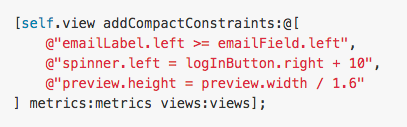 [self.view addCompactConstraints:@[
    @"emailLabel.left >= emailField.left",
    @"spinner.left = logInButton.right + 10",
    @"preview.height = preview.width / 1.6"
] metrics:metrics views:views];